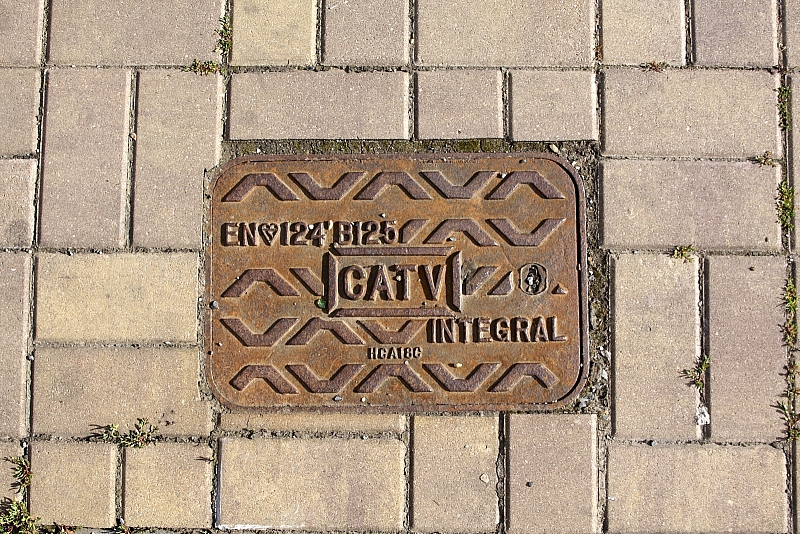 EN♥124 B125
CATV
INTEGRAL
HCA18C